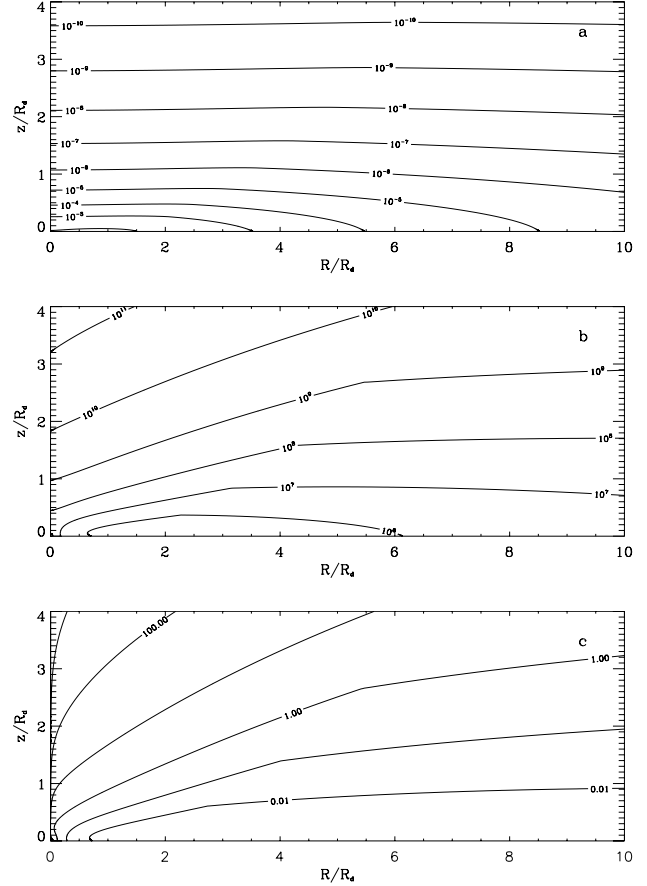 4
10⁻¹⁰ 10⁻¹⁰
a
3
10⁻⁹ 10⁻⁹
z/R_d
10⁻⁸ 10⁻⁸
2
10⁻⁷ 10⁻⁷
10⁻⁶ 10⁻⁶
1
10⁻⁵ 10⁻⁵
10⁻⁴
10⁻³
0
0 2 4 6 8 10
R/R_d
4
10¹¹ 10¹⁰
b
3
10⁹
z/R_d
2
10¹⁰ 10⁹
10⁸ 10⁸
1
10⁷ 10⁷
10⁶
0
0 2 4 6 8 10
R/R_d
4
100.00
c
3
1.00
z/R_d
2
1.00
1
0.01 0.01
0
0 2 4 6 8 10
R/R_d